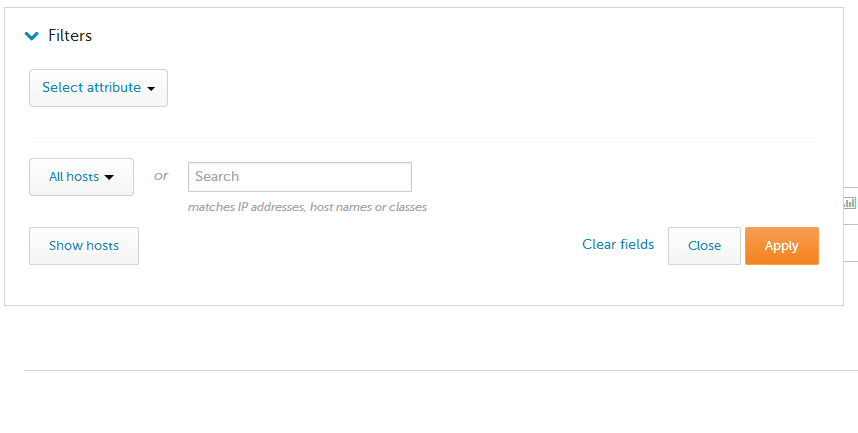 Filters
Select attribute
All hosts or Search
matches IP addresses, host names or classes
Show hosts Clear fields Close Apply